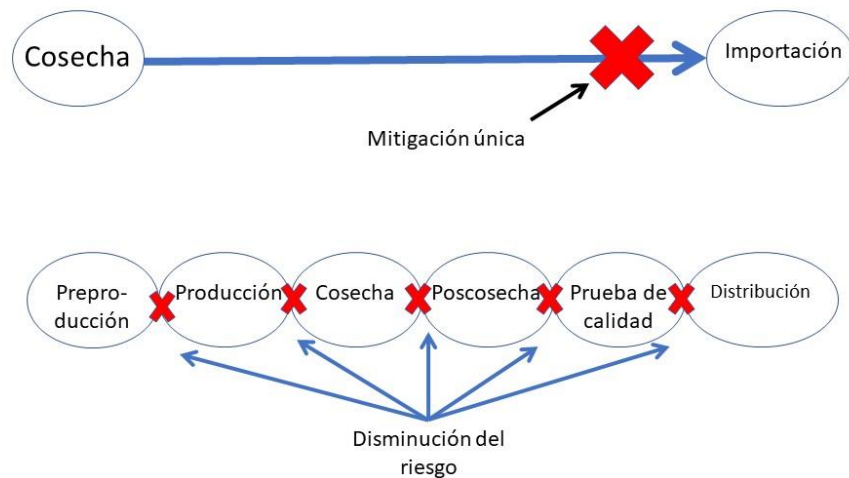 Cosecha
Importación
Mitigación única
Prepro-
ducción
Producción
Cosecha
Poscosecha
Prueba de
calidad
Distribución
Disminución del
riesgo